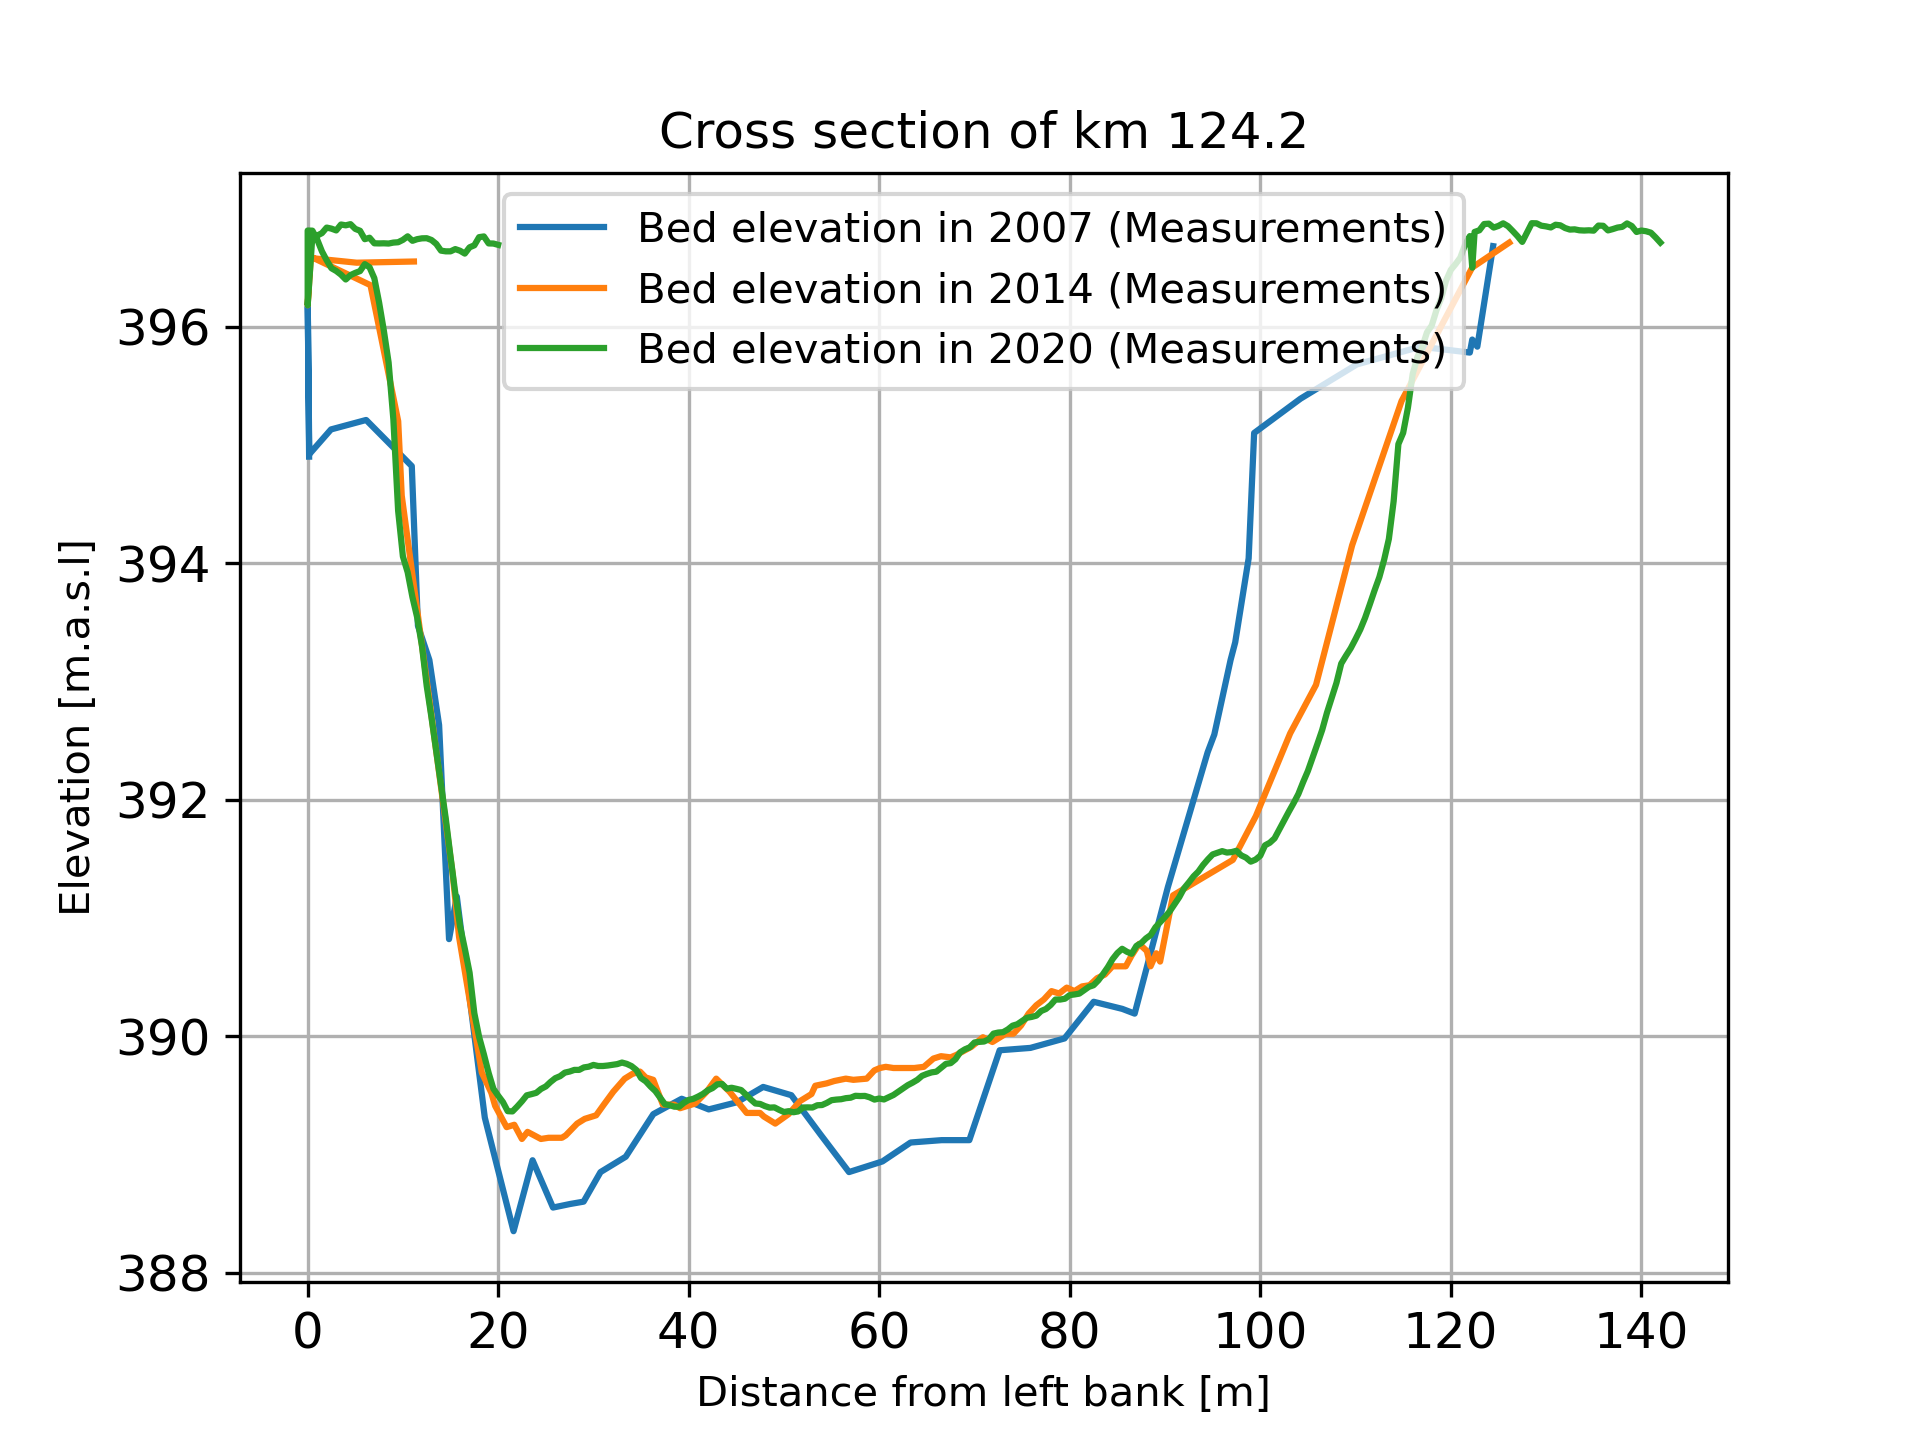 Cross section of km 124.2
Bed elevation in 2007 (Measurements)
Bed elevation in 2014 (Measurements)
Bed elevation in 2020 (Measurements)
Elevation [m.a.s.l]
396
394
392
390
388
0 20 40 60 80 100 120 140
Distance from left bank [m]